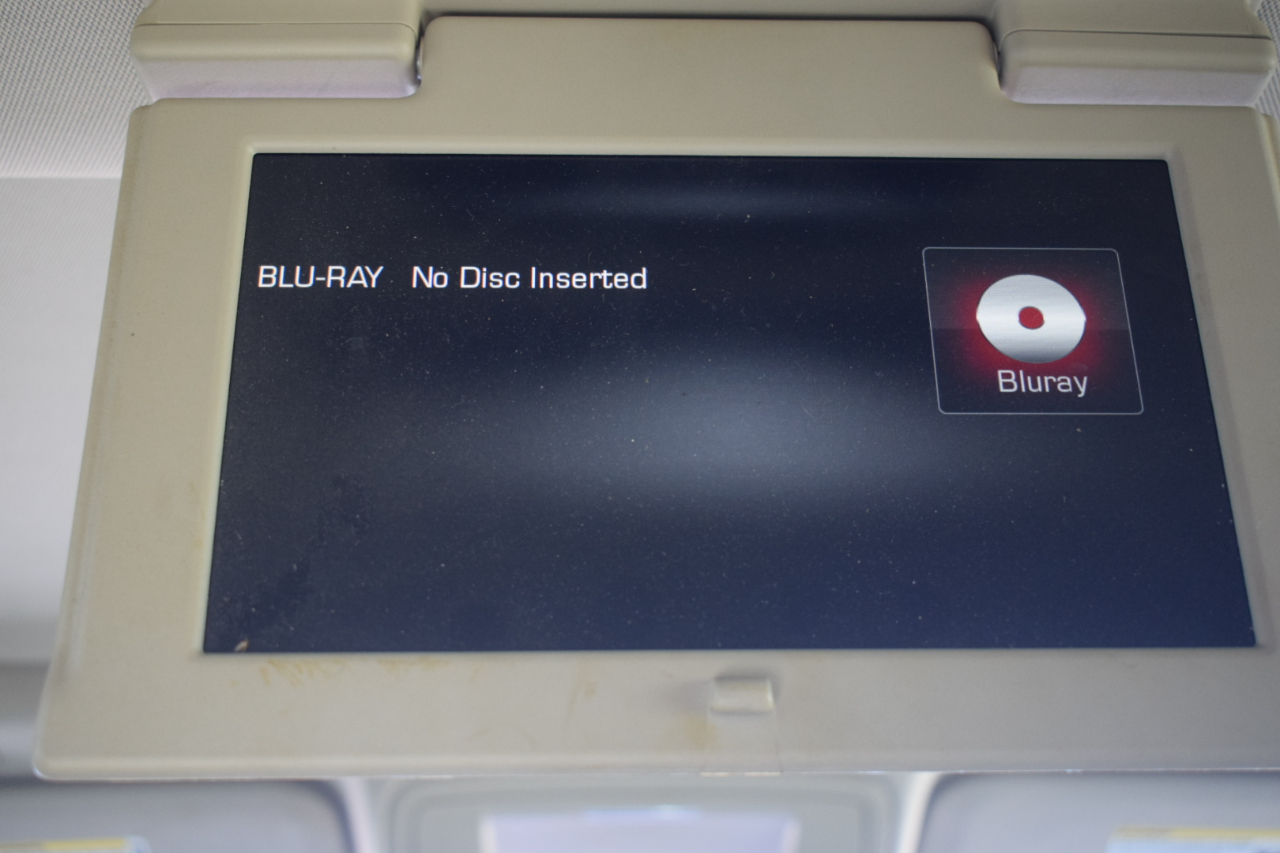 BLU-RAY No Disc Inserted
Bluray